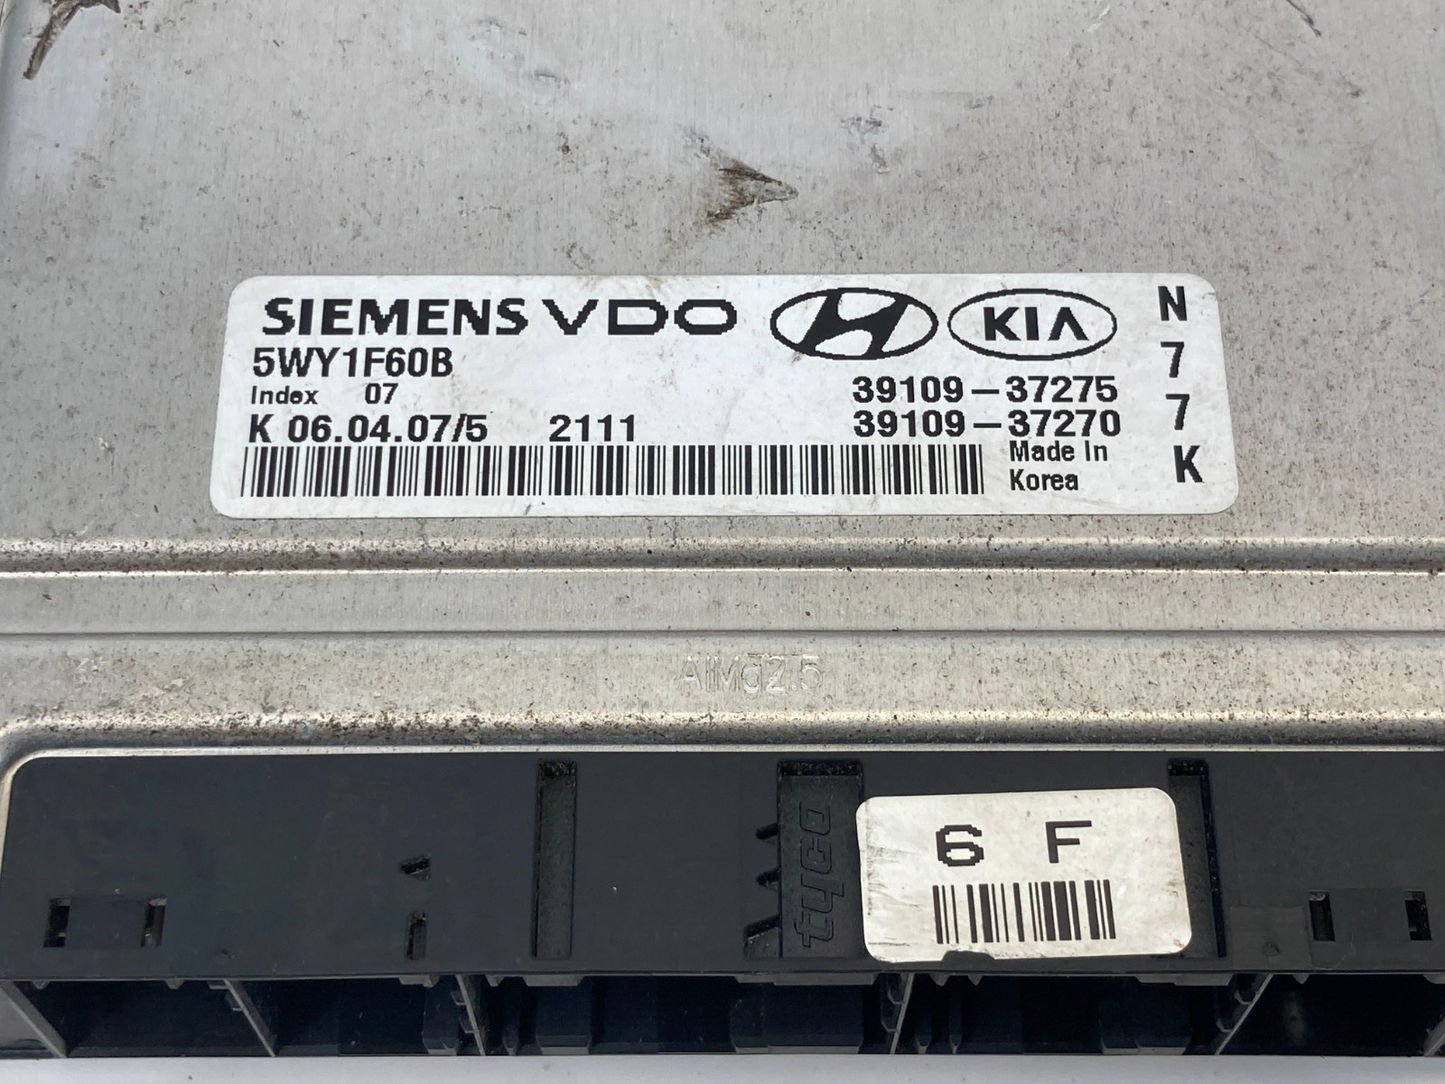 SIEMENS VDO KIA
5WY1F60B
Index 07
K 06.04.07/5 2111
39109-37275
39109-37270
Made In
Korea
N
7
7
K
AlMg2.5
tyco
6 F